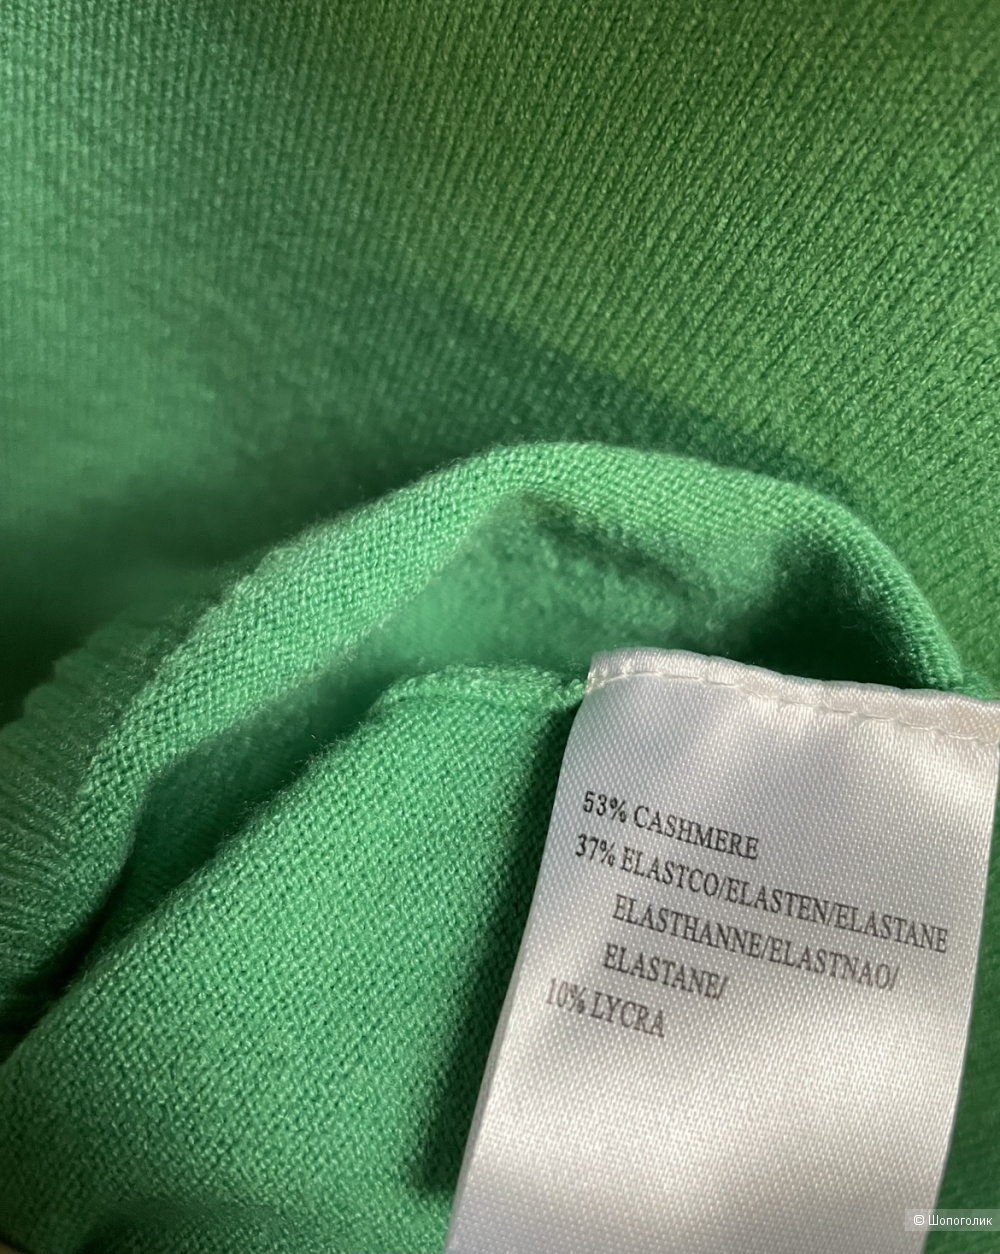 53% CASHMERE
37% ELASTCO/ELASTEN/ELASTANE
ELASTHANNE/ELASTNAO/
ELASTANE/
10% LYCRA
© Шопоголик